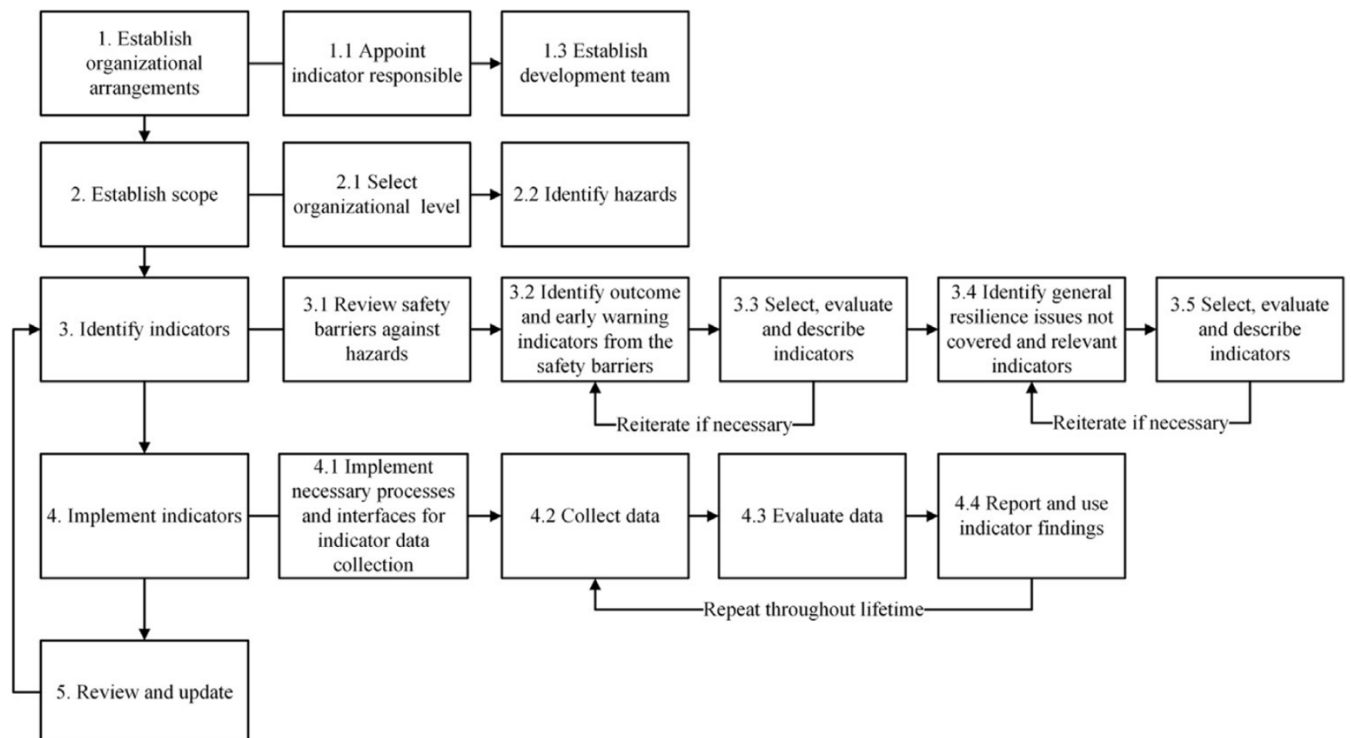 1. Establish
organizational
arrangements
1.1 Appoint
indicator responsible
1.3 Establish
development team
2. Establish scope
2.1 Select
organizational level
2.2 Identify hazards
3. Identify indicators
3.1 Review safety
barriers against
hazards
3.2 Identify outcome
and early warning
indicators from the
safety barriers
3.3 Select, evaluate
and describe
indicators
3.4 Identify general
resilience issues not
covered and relevant
indicators
3.5 Select, evaluate
and describe
indicators
Reiterate if necessary
Reiterate if necessary
4. Implement indicators
4.1 Implement
necessary processes
and interfaces for
indicator data
collection
4.2 Collect data
4.3 Evaluate data
4.4 Report and use
indicator findings
Repeat throughout lifetime
5. Review and update